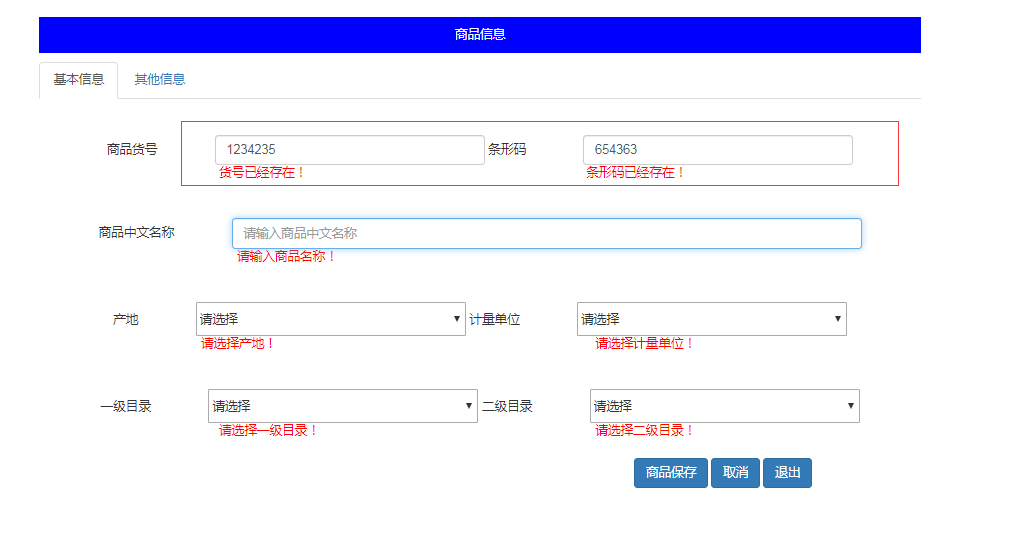 商品信息
基本信息 其他信息
商品货号 1234235 条形码 654363
货号已经存在！ 条形码已经存在！
商品中文名称 请输入商品中文名称
请输入商品名称！
产地 请选择 计量单位 请选择
请选择产地！ 请选择计量单位！
一级目录 请选择 二级目录 请选择
请选择一级目录！ 请选择二级目录！
商品保存 取消 退出